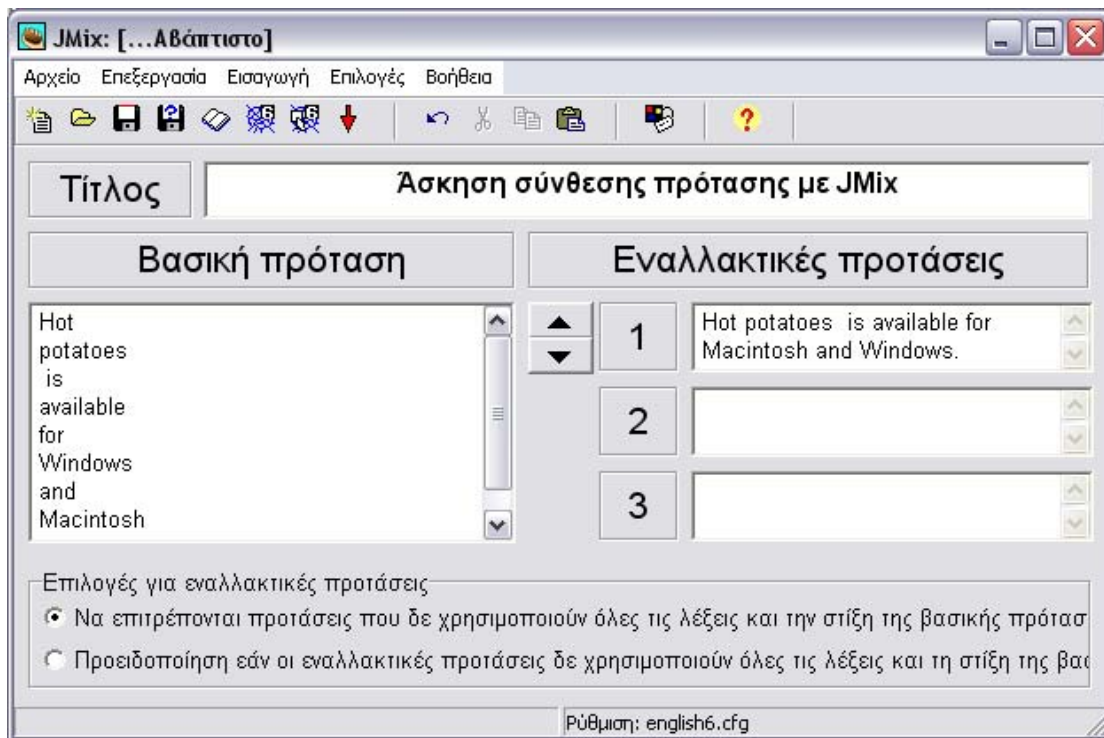 JMix: [...Αβάπτιστο]
Αρχείο Επεξεργασία Εισαγωγή Επιλογές Βοήθεια
Τίτλος
Άσκηση σύνθεσης πρότασης με JMix
Βασική πρόταση
Εναλλακτικές προτάσεις
Hot
potatoes
is
available
for
Windows
and
Macintosh
1
Hot potatoes is available for
Macintosh and Windows.
2
3
Επιλογές για εναλλακτικές προτάσεις
Να επιτρέπονται προτάσεις που δε χρησιμοποιούν όλες τις λέξεις και την στίξη της βασικής πρότασ
Προειδοποίηση εάν οι εναλλακτικές προτάσεις δε χρησιμοποιούν όλες τις λέξεις και τη στίξη της βασ
Ρύθμιση: english6.cfg